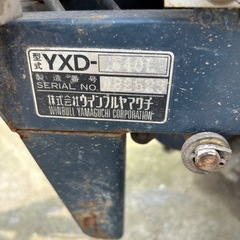 型式 YXD-
製造番号
SERIAL NO.
株式会社ウインブルヤマグチ
WINBULL YAMAGUCHI CORPORATION